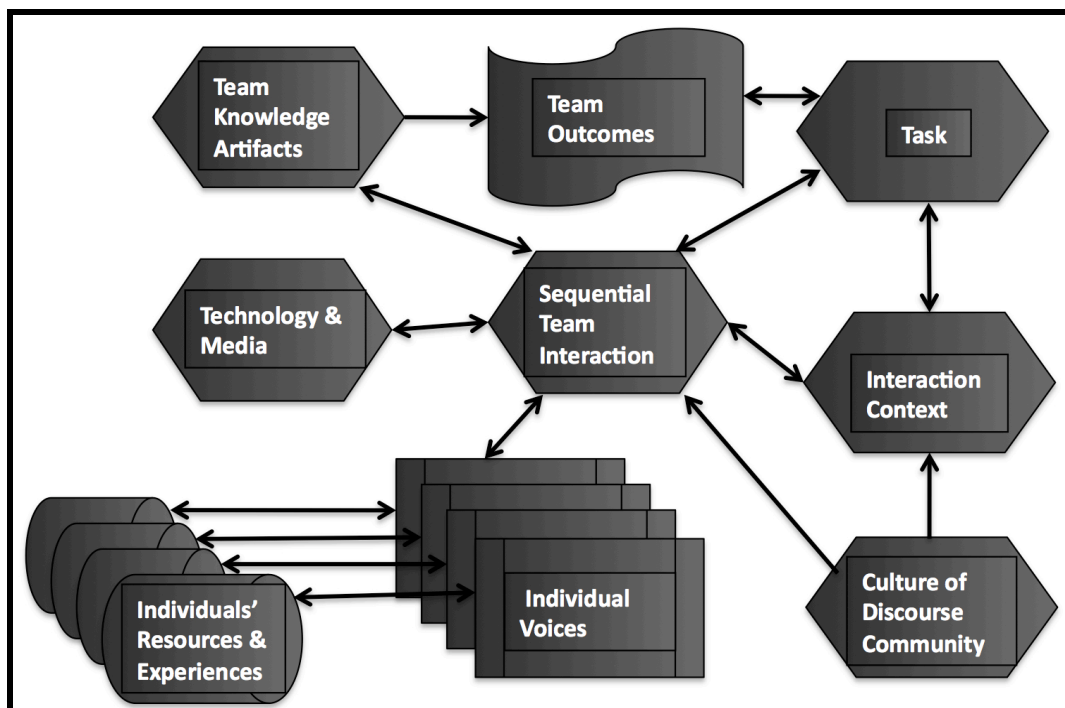 Team
Knowledge
Artifacts
Team
Outcomes
Task
Technology &
Media
Sequential
Team
Interaction
Interaction
Context
Individuals’
Resources &
Experiences
Individual
Voices
Culture of
Discourse
Community